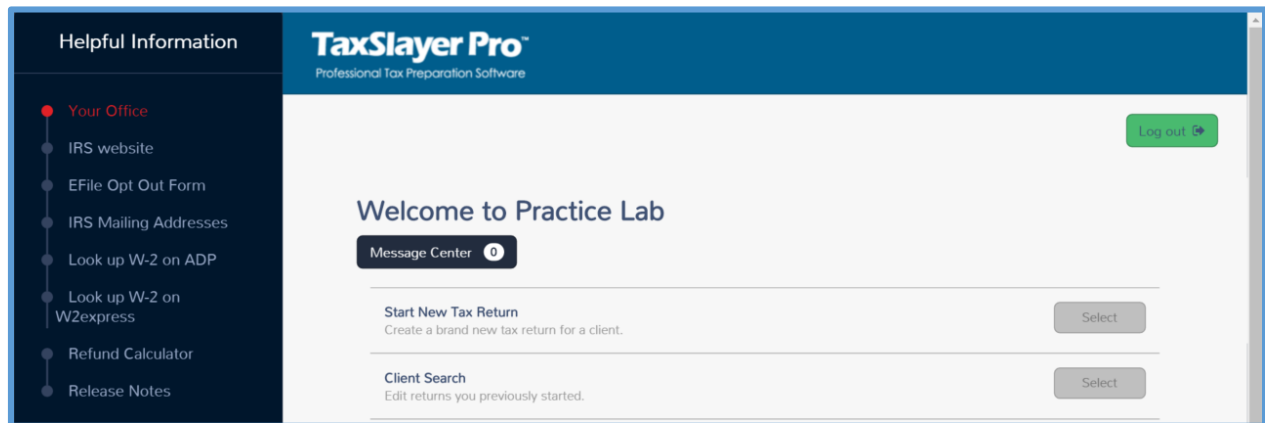 Helpful Information
Your Office
IRS website
EFile Opt Out Form
IRS Mailing Addresses
Look up W-2 on ADP
Look up W-2 on
W2express
Refund Calculator
Release Notes
TaxSlayer Pro™
Professional Tax Preparation Software
Log out
Welcome to Practice Lab
Message Center 0
Start New Tax Return
Create a brand new tax return for a client.
Select
Client Search
Edit returns you previously started.
Select